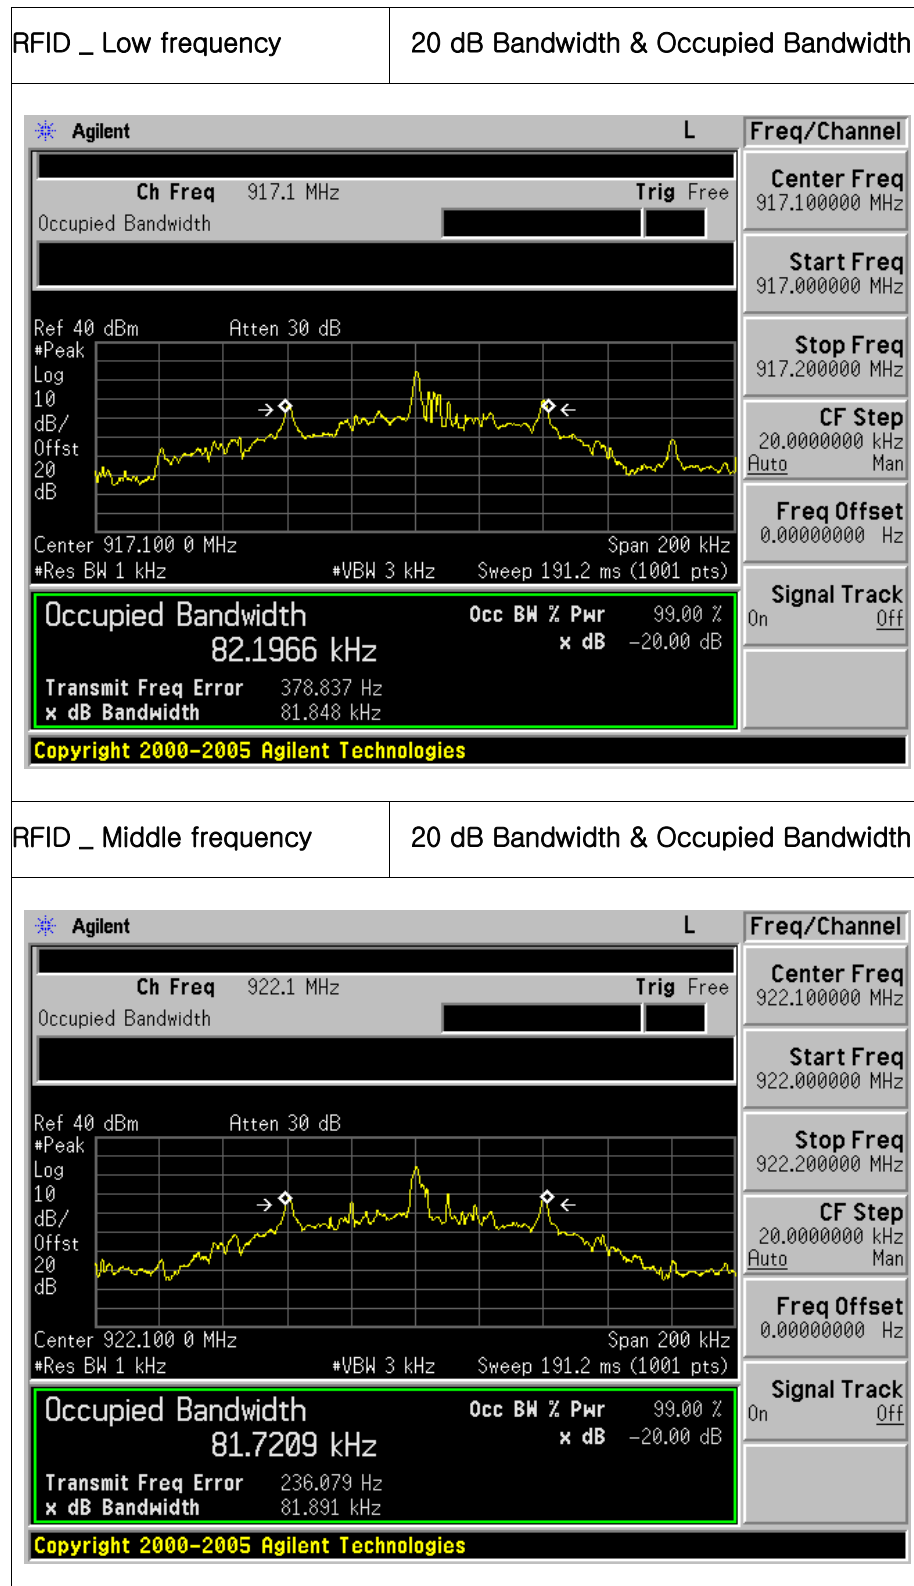 RFID _ Low frequency 20 dB Bandwidth & Occupied Bandwidth
Agilent L Freq/Channel
Ch Freq 917.1 MHz Trig Free
Occupied Bandwidth
Center Freq
917.100000 MHz
Start Freq
917.000000 MHz
Stop Freq
917.200000 MHz
CF Step
20.0000000 kHz
Auto Man
Freq Offset
0.00000000 Hz
Signal Track
On Off
Ref 40 dBm Atten 30 dB
#Peak
Log
10
dB/
Offst
20
dB
Center 917.100 0 MHz Span 200 kHz
#Res BW 1 kHz #VBW 3 kHz Sweep 191.2 ms (1001 pts)
Occupied Bandwidth Occ BW % Pwr 99.00 %
82.1966 kHz x dB -20.00 dB
Transmit Freq Error 378.837 Hz
x dB Bandwidth 81.848 kHz
Copyright 2000-2005 Agilent Technologies
RFID _ Middle frequency 20 dB Bandwidth & Occupied Bandwidth
Agilent L Freq/Channel
Ch Freq 922.1 MHz Trig Free
Occupied Bandwidth
Center Freq
922.100000 MHz
Start Freq
922.000000 MHz
Stop Freq
922.200000 MHz
CF Step
20.0000000 kHz
Auto Man
Freq Offset
0.00000000 Hz
Signal Track
On Off
Ref 40 dBm Atten 30 dB
#Peak
Log
10
dB/
Offst
20
dB
Center 922.100 0 MHz Span 200 kHz
#Res BW 1 kHz #VBW 3 kHz Sweep 191.2 ms (1001 pts)
Occupied Bandwidth Occ BW % Pwr 99.00 %
81.7209 kHz x dB -20.00 dB
Transmit Freq Error 236.079 Hz
x dB Bandwidth 81.891 kHz
Copyright 2000-2005 Agilent Technologies